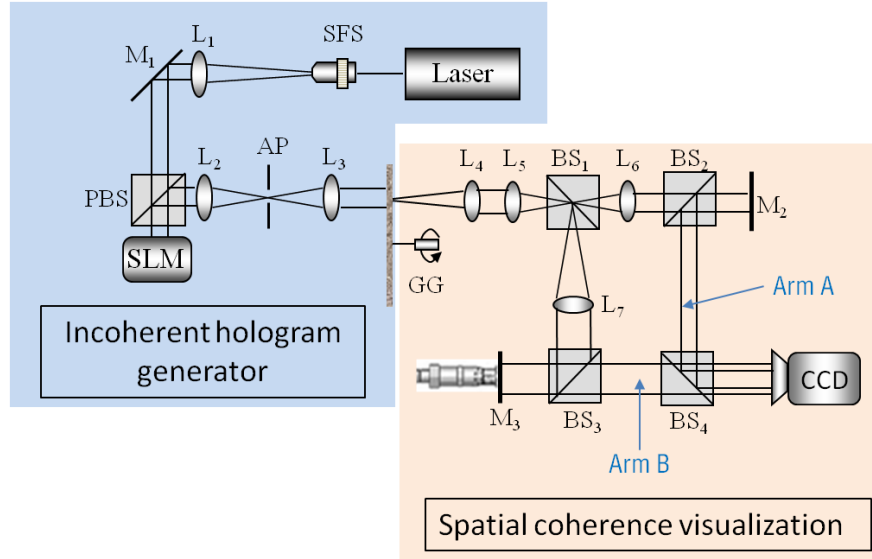 SFS
L₁
M₁
Laser
L₂
AP
L₃
L₄
L₅
BS₁
L₆
BS₂
PBS
M₂
SLM
GG
Arm A
L₇
Incoherent hologram
generator
CCD
M₃
BS₃
BS₄
Arm B
Spatial coherence visualization